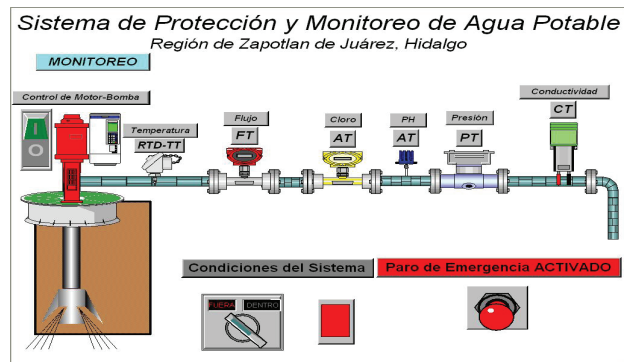 Sistema de Protección y Monitoreo de Agua Potable
Región de Zapotlan de Juárez, Hidalgo
MONITOREO
Control de Motor-Bomba
Temperatura
RTD-TT
Flujo
FT
Cloro
AT
PH
AT
Presión
PT
Conductividad
CT
Condiciones del Sistema
Paro de Emergencia ACTIVADO
FUERA DENTRO